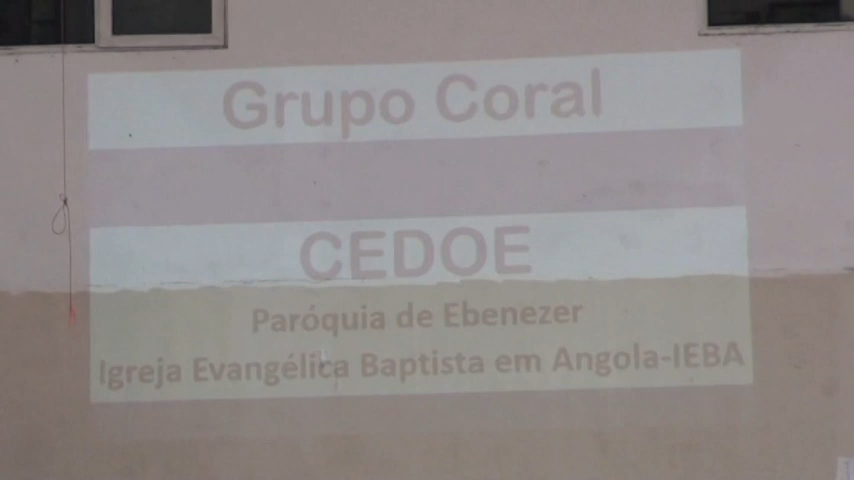 Grupo Coral
CEDOE
Paróquia de Ebenezer
Igreja Evangélica Baptista em Angola-IEBA